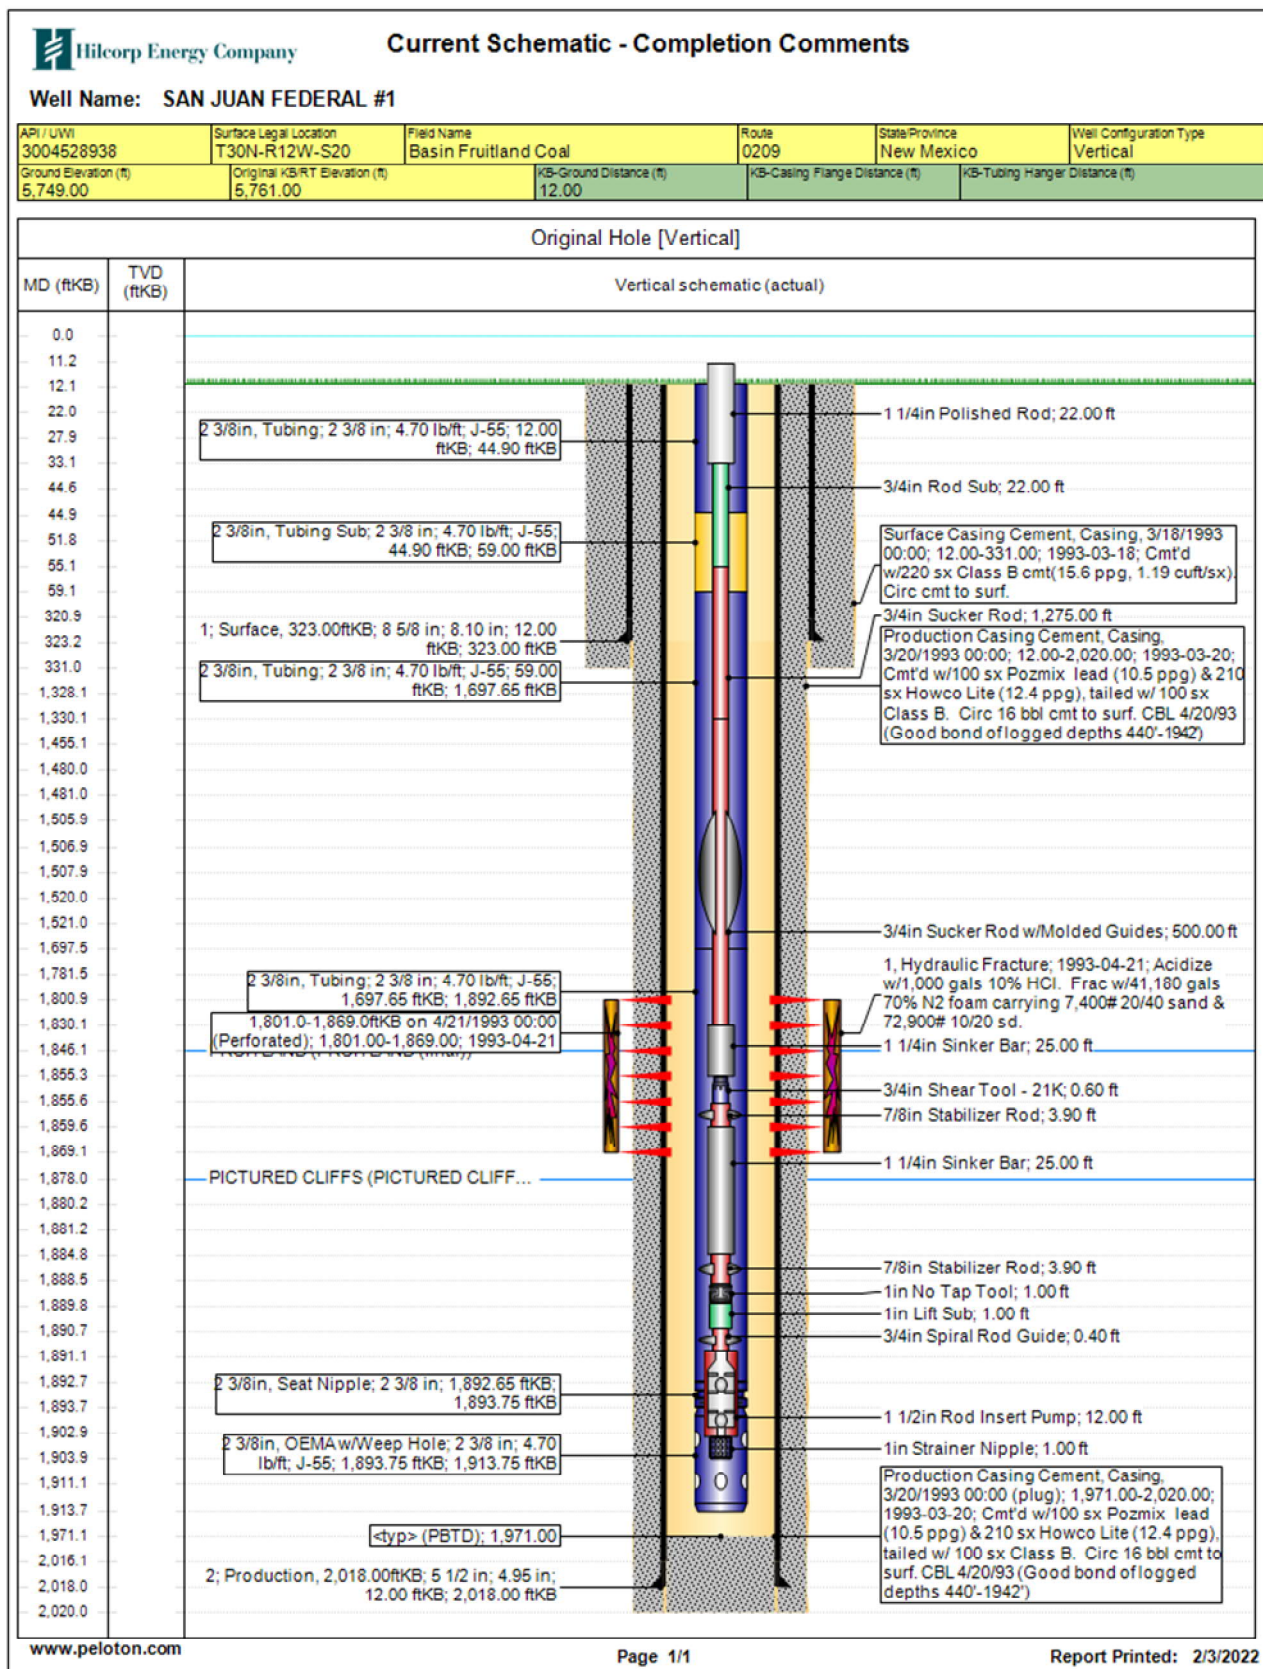 Hilcorp Energy Company
Current Schematic - Completion Comments
Well Name: SAN JUAN FEDERAL #1
API / UWI
3004528938
Surface Legal Location
T30N-R12W-S20
Field Name
Basin Fruitland Coal
Route
0209
State/Province
New Mexico
Well Configuration Type
Vertical
Ground Elevation (ft)
5,749.00
Original KB/RT Elevation (ft)
5,761.00
KB-Ground Distance (ft)
12.00
KB-Casing Flange Distance (ft)
KB-Tubing Hanger Distance (ft)
Original Hole [Vertical]
MD (ftKB)
TVD
(ftKB)
Vertical schematic (actual)
0.0
11.2
12.1
22.0
27.9
33.1
44.6
44.9
51.8
55.1
59.1
320.9
323.2
331.0
1,328.1
1,330.1
1,455.1
1,480.0
1,481.0
1,505.9
1,506.9
1,507.9
1,520.0
1,521.0
1,697.5
1,781.5
1,800.9
1,830.1
1,846.1
1,855.3
1,855.6
1,859.6
1,869.1
1,878.0
1,880.2
1,881.2
1,884.8
1,888.5
1,889.8
1,890.7
1,891.1
1,892.7
1,893.7
1,902.9
1,903.9
1,911.1
1,913.7
1,971.1
2,016.1
2,018.0
2,020.0
2 3/8in, Tubing; 2 3/8 in; 4.70 lb/ft; J-55; 12.00
ftKB; 44.90 ftKB
2 3/8in, Tubing Sub; 2 3/8 in; 4.70 lb/ft; J-55;
44.90 ftKB; 59.00 ftKB
1; Surface, 323.00ftKB; 8 5/8 in; 8.10 in; 12.00
ftKB; 323.00 ftKB
2 3/8in, Tubing; 2 3/8 in; 4.70 lb/ft; J-55; 59.00
ftKB; 1,697.65 ftKB
2 3/8in, Tubing; 2 3/8 in; 4.70 lb/ft; J-55;
1,697.65 ftKB; 1,892.65 ftKB
1,801.0-1,869.0ftKB on 4/21/1993 00:00
(Perforated); 1,801.00-1,869.00; 1993-04-21
FRUITLAND (FRUITLAND (final))
PICTURED CLIFFS (PICTURED CLIFF...
2 3/8in, Seat Nipple; 2 3/8 in; 1,892.65 ftKB;
1,893.75 ftKB
2 3/8in, OEMA w/Weep Hole; 2 3/8 in; 4.70
lb/ft; J-55; 1,893.75 ftKB; 1,913.75 ftKB
<typ> (PBTD); 1,971.00
2; Production, 2,018.00ftKB; 5 1/2 in; 4.95 in;
12.00 ftKB; 2,018.00 ftKB
1 1/4in Polished Rod; 22.00 ft
3/4in Rod Sub; 22.00 ft
Surface Casing Cement, Casing, 3/18/1993
00:00; 12.00-331.00; 1993-03-18; Cmt'd
w/220 sx Class B cmt(15.6 ppg, 1.19 cuft/sx).
Circ cmt to surf.
3/4in Sucker Rod; 1,275.00 ft
Production Casing Cement, Casing,
3/20/1993 00:00; 12.00-2,020.00; 1993-03-20;
Cmt'd w/100 sx Pozmix lead (10.5 ppg) & 210
sx Howco Lite (12.4 ppg), tailed w/ 100 sx
Class B. Circ 16 bbl cmt to surf. CBL 4/20/93
(Good bond of logged depths 440'-1942')
3/4in Sucker Rod w/Molded Guides; 500.00 ft
1, Hydraulic Fracture; 1993-04-21; Acidize
w/1,000 gals 10% HCl. Frac w/41,180 gals
70% N2 foam carrying 7,400# 20/40 sand &
72,900# 10/20 sd.
1 1/4in Sinker Bar; 25.00 ft
3/4in Shear Tool - 21K; 0.60 ft
7/8in Stabilizer Rod; 3.90 ft
1 1/4in Sinker Bar; 25.00 ft
7/8in Stabilizer Rod; 3.90 ft
1in No Tap Tool; 1.00 ft
1in Lift Sub; 1.00 ft
3/4in Spiral Rod Guide; 0.40 ft
1 1/2in Rod Insert Pump; 12.00 ft
1in Strainer Nipple; 1.00 ft
Production Casing Cement, Casing,
3/20/1993 00:00 (plug); 1,971.00-2,020.00;
1993-03-20; Cmt'd w/100 sx Pozmix lead
(10.5 ppg) & 210 sx Howco Lite (12.4 ppg),
tailed w/ 100 sx Class B. Circ 16 bbl cmt to
surf. CBL 4/20/93 (Good bond of logged
depths 440'-1942')
www.peloton.com
Page 1/1
Report Printed: 2/3/2022